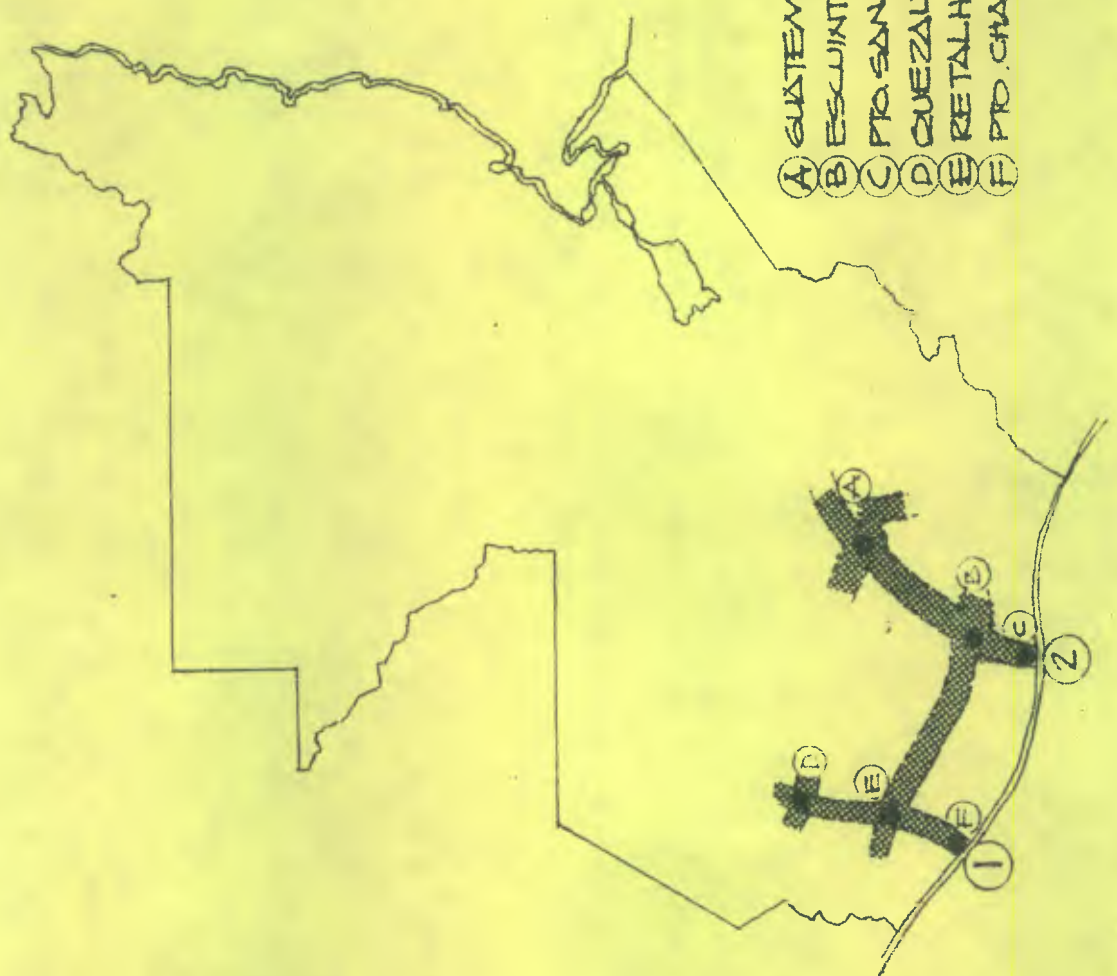 Ⓐ GUATEM
Ⓑ ESCUINT
Ⓒ PTO. SAN
Ⓓ QUEZAL
Ⓔ RETALH
Ⓕ PTO. CHA
A
B
C
2
D
E
F
1